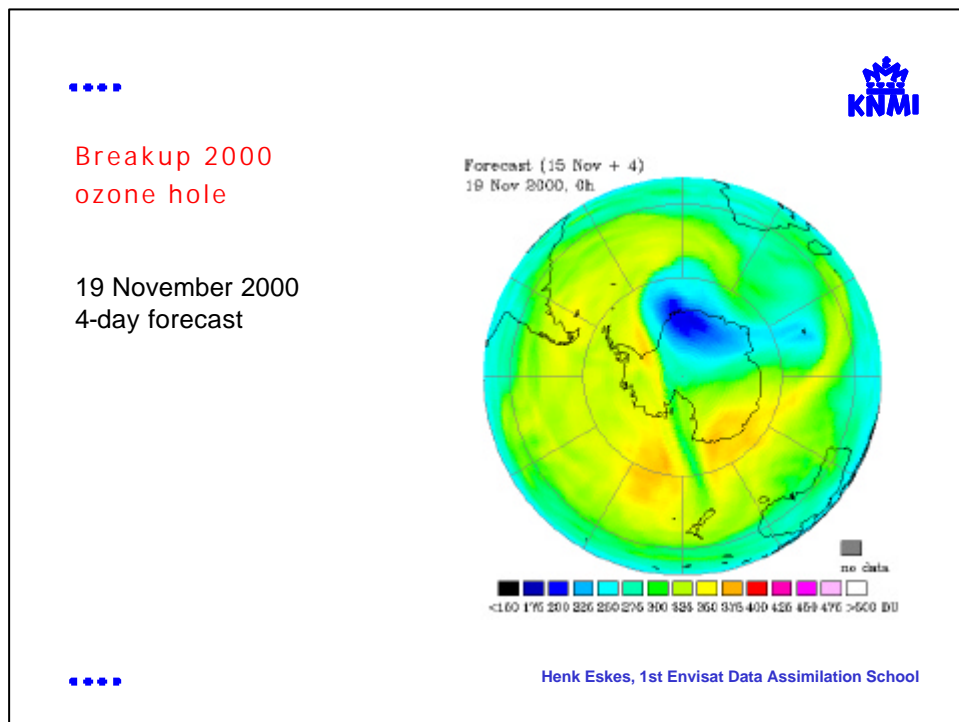 KNMI
Breakup 2000
ozone hole
19 November 2000
4-day forecast
Forecast (15 Nov + 4)
19 Nov 2000, 0h
no data
<150 175 200 225 250 275 300 325 350 375 400 425 450 475 >500 DU
Henk Eskes, 1st Envisat Data Assimilation School